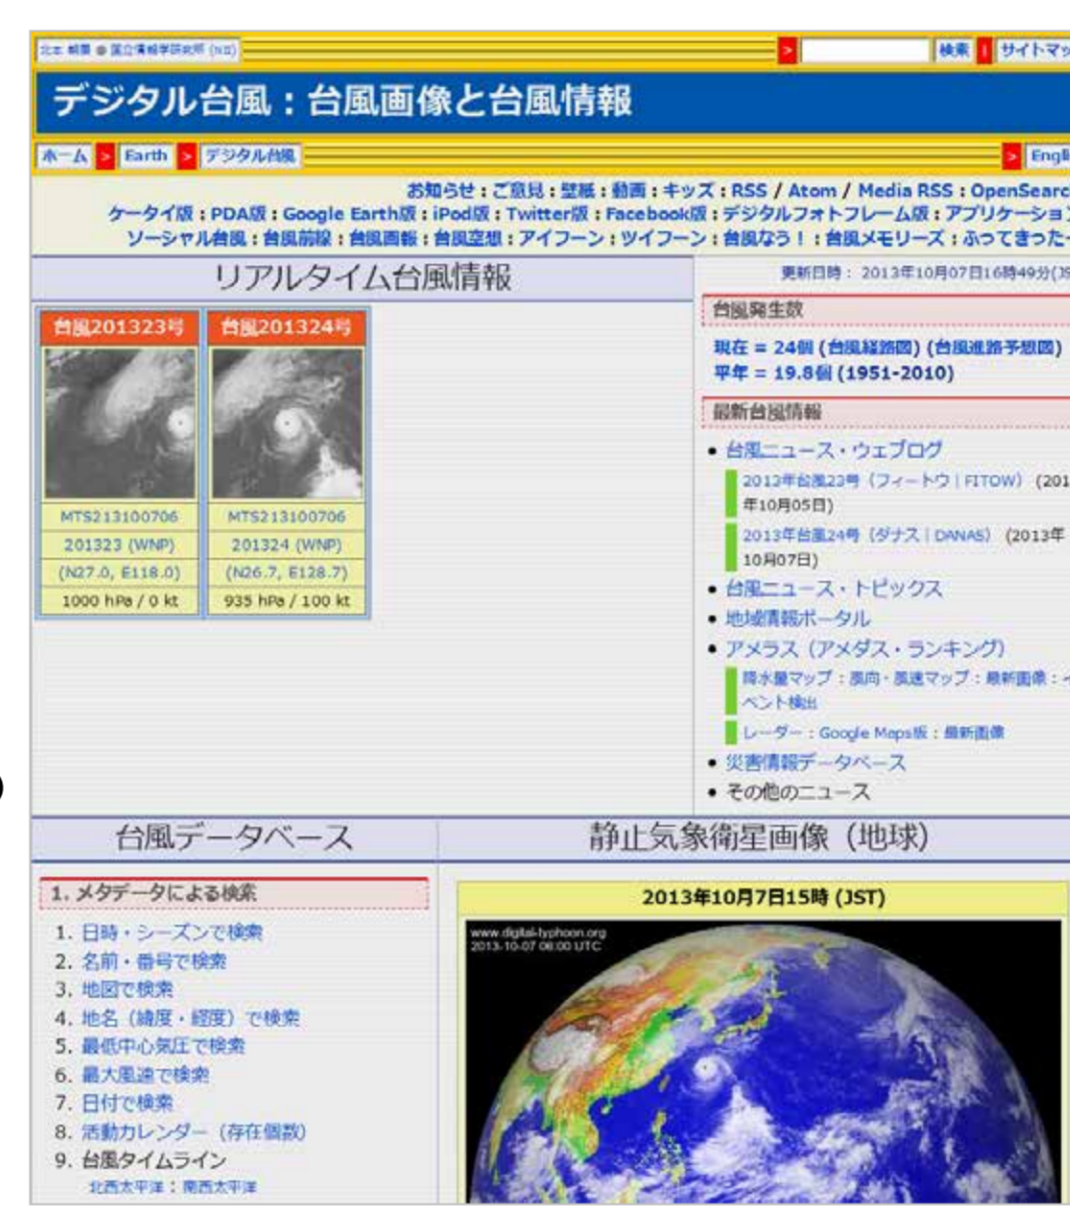 北本 朝展 @ 国立情報学研究所 (NII)
> 検索 | サイトマッ
デジタル台風：台風画像と台風情報
ホーム > Earth > デジタル台風
> Engli
お知らせ：ご意見：壁紙：動画：キッズ：RSS / Atom / Media RSS：OpenSearc
ケータイ版：PDA版：Google Earth版：iPod版：Twitter版：Facebook版：デジタルフォトフレーム版：アプリケーショ
ソーシャル台風：台風前線：台風画報：台風空想：アイフーン：ツイフーン：台風なう！：台風メモリーズ：ふってきったー
リアルタイム台風情報
台風201323号
MTS213100706
201323 (WNP)
(N27.0, E118.0)
1000 hPa / 0 kt
台風201324号
MTS213100706
201324 (WNP)
(N26.7, E128.7)
935 hPa / 100 kt
更新日時： 2013年10月07日16時49分(JS
台風発生数
現在 = 24個 (台風経路図) (台風進路予想図)
平年 = 19.8個 (1951-2010)
最新台風情報
• 台風ニュース・ウェブログ
2013年台風23号（フィートウ | FITOW） (201
年10月05日)
2013年台風24号（ダナス | DANAS） (2013年
10月07日)
• 台風ニュース・トピックス
• 地域情報ポータル
• アメラス（アメダス・ランキング）
降水量マップ：風向・風速マップ：最新画像：イ
ベント検出
レーダー：Google Maps版：最新画像
• 災害情報データベース
• その他のニュース
)
台風データベース
1. メタデータによる検索
1. 日時・シーズンで検索
2. 名前・番号で検索
3. 地図で検索
4. 地名（緯度・経度）で検索
5. 最低中心気圧で検索
6. 最大風速で検索
7. 日付で検索
8. 活動カレンダー（存在個数）
9. 台風タイムライン
北西太平洋：南西太平洋
静止気象衛星画像（地球）
2013年10月7日15時 (JST)
www.digital-typhoon.org
2013-10-07 06:00 UTC